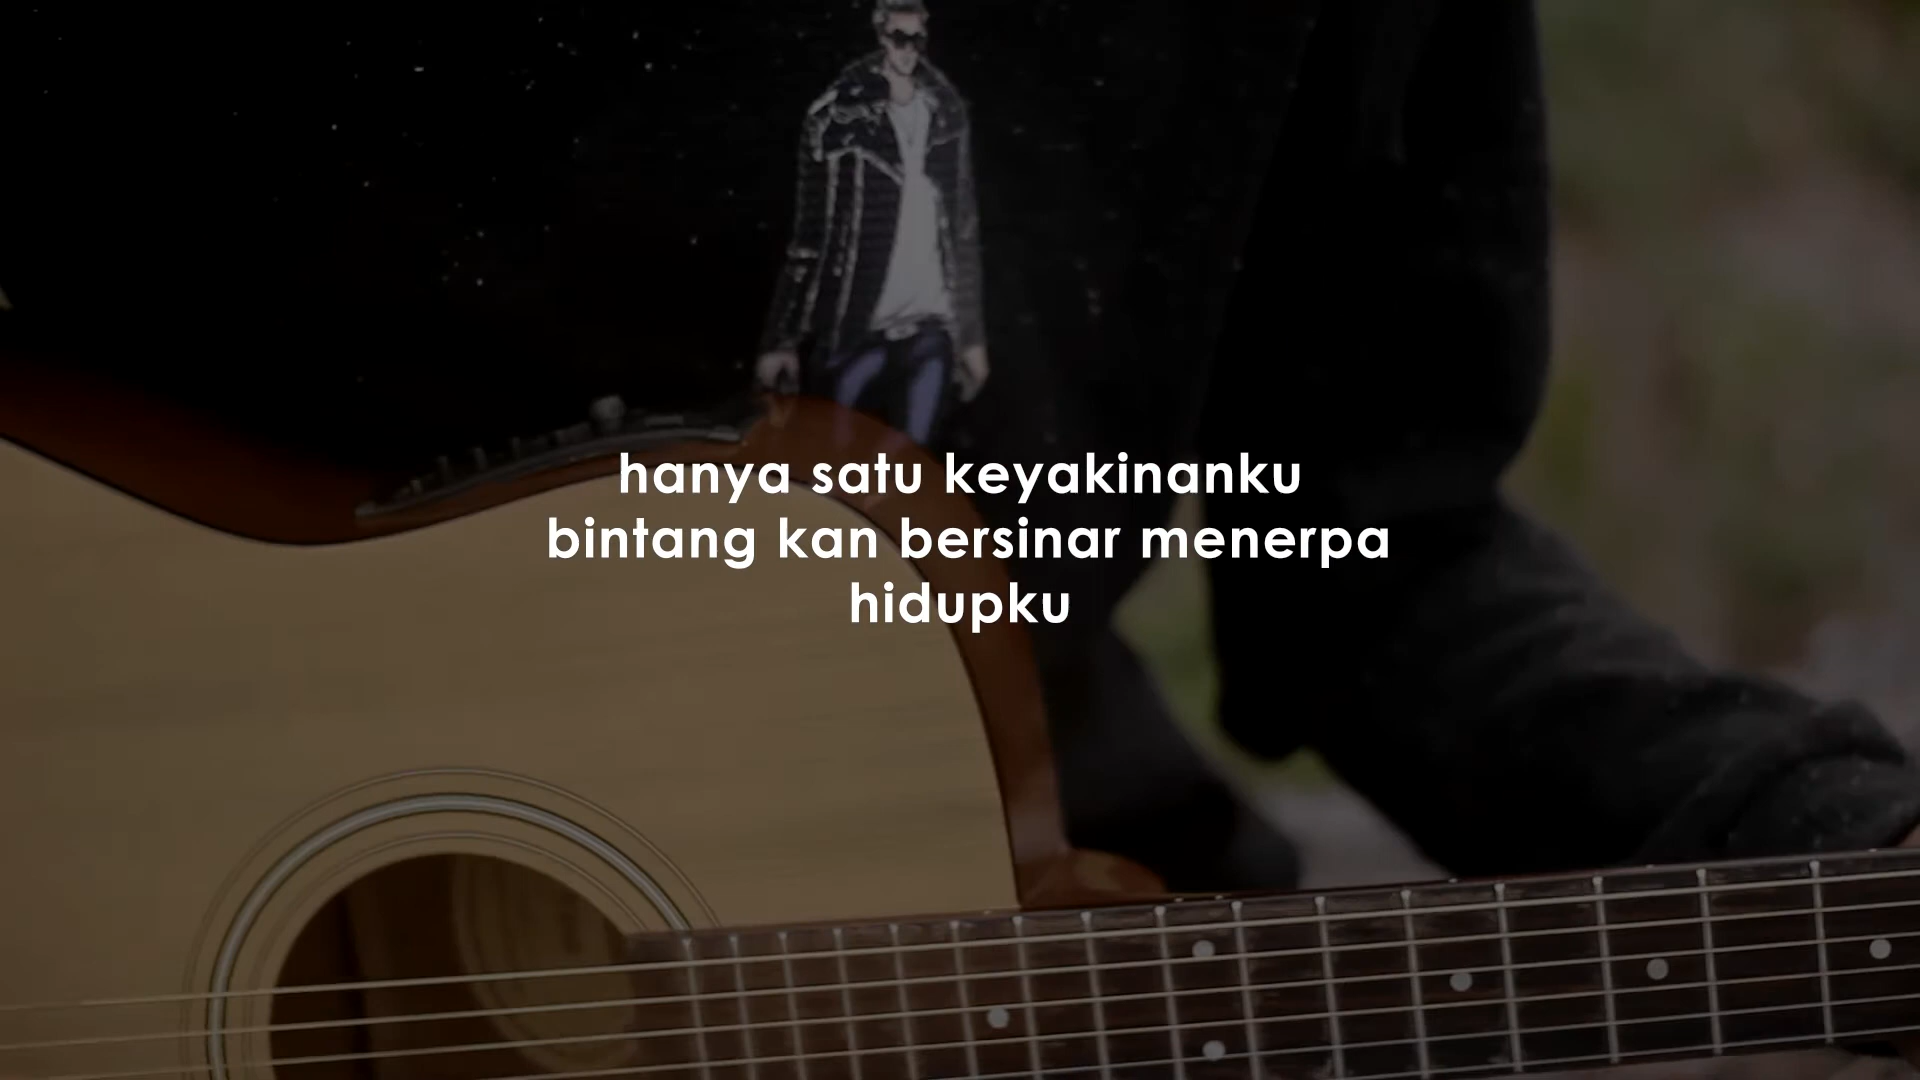 hanya satu keyakinanku
bintang kan bersinar menerpa
hidupku